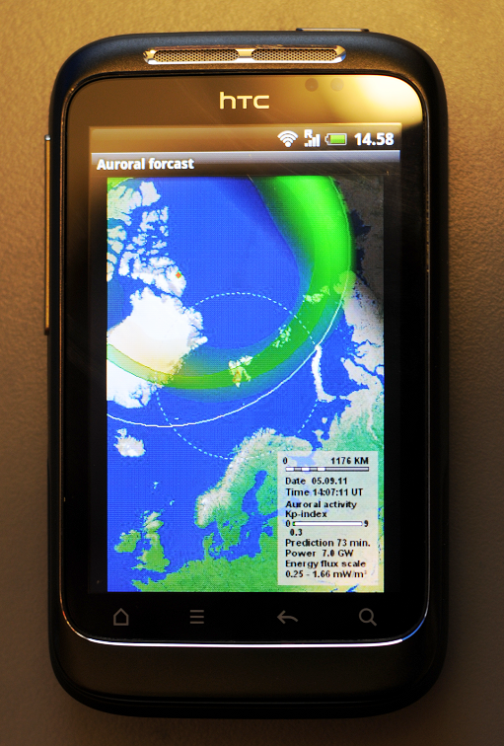 hTC
14.58
Auroral forcast
0 1176 KM
Date 05.09.11
Time 14:07:11 UT
Auroral activity
Kp-index
0 9
0.3
Prediction 73 min.
Power 7.0 GW
Energy flux scale
0.25 - 1.66 mW/m²